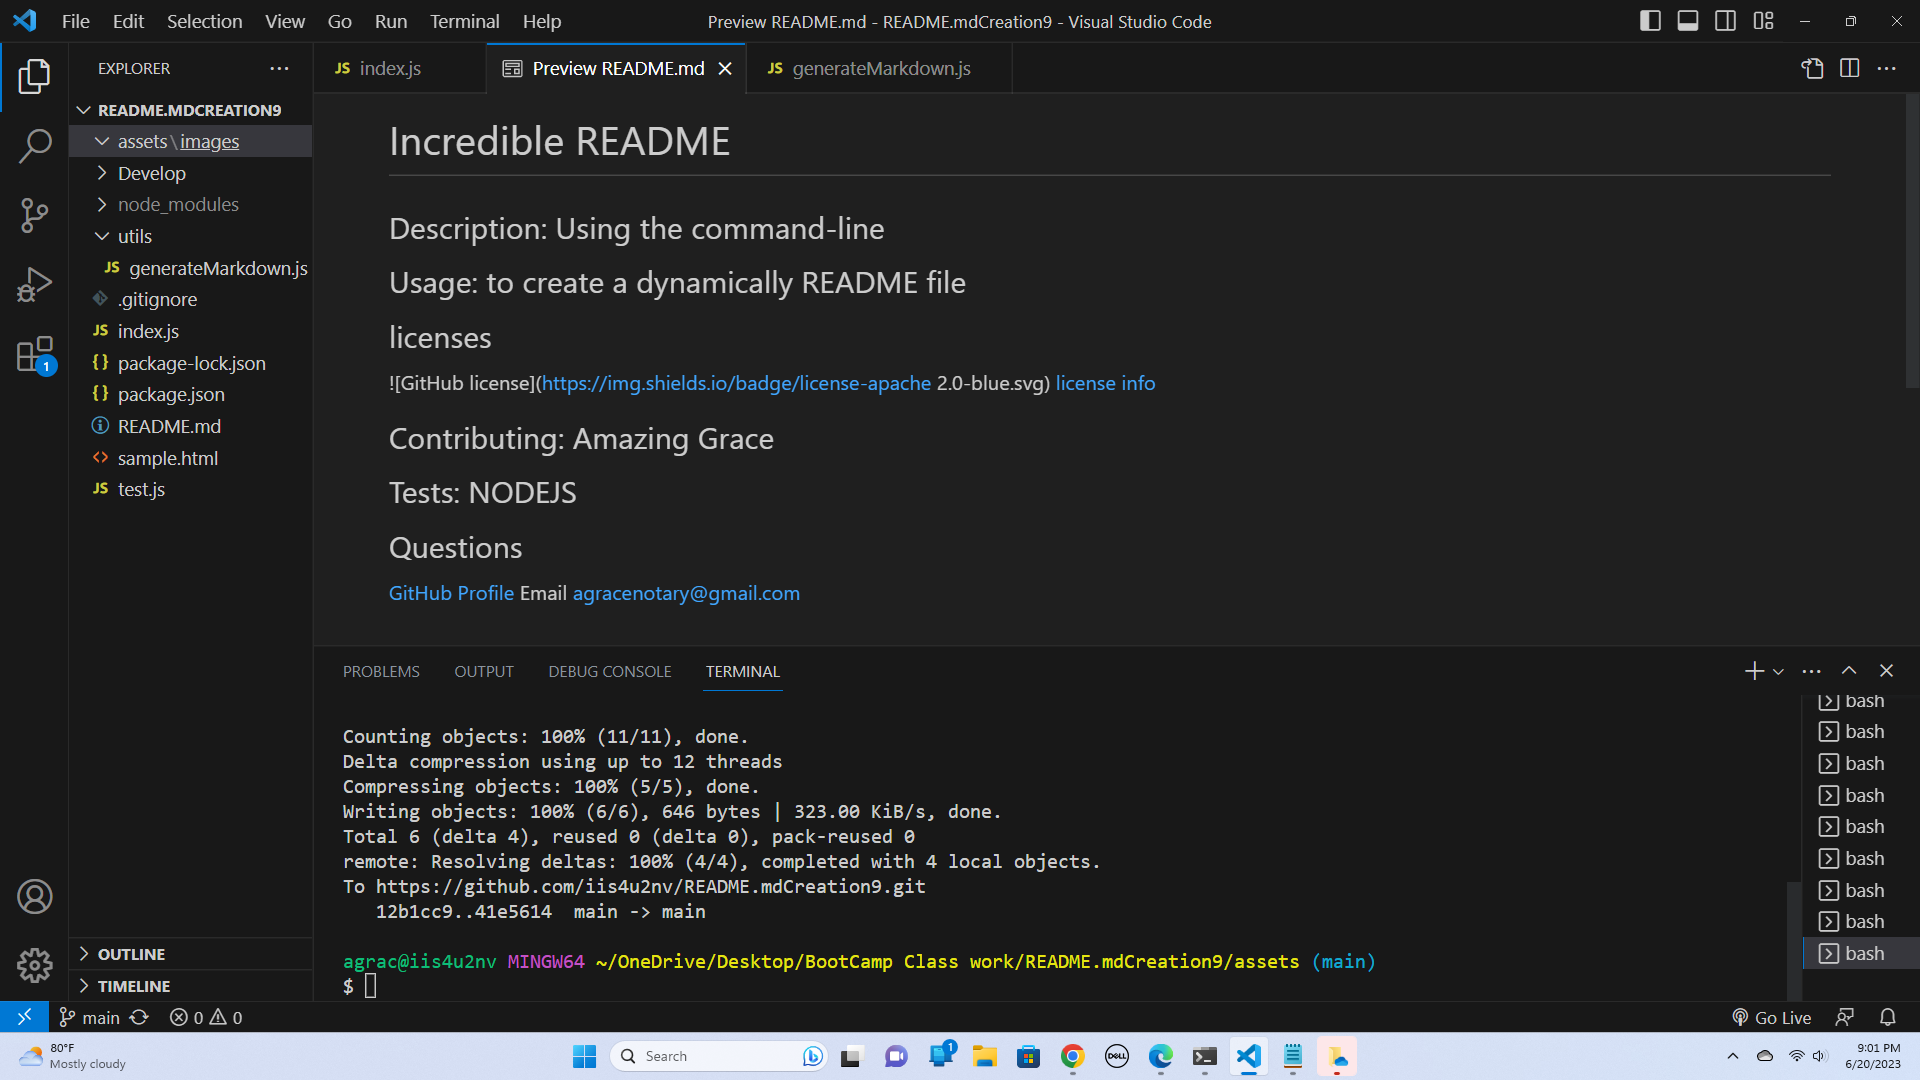 File Edit Selection View Go Run Terminal Help
Preview README.md - README.mdCreation9 - Visual Studio Code
EXPLORER
JS index.js
Preview README.md
JS generateMarkdown.js
README.MDCREATION9
assets\images
Develop
node_modules
utils
JS generateMarkdown.js
.gitignore
JS index.js
{} package-lock.json
{} package.json
README.md
<> sample.html
JS test.js
OUTLINE
TIMELINE
1
Incredible README
Description: Using the command-line
Usage: to create a dynamically README file
licenses
![GitHub license](https://img.shields.io/badge/license-apache 2.0-blue.svg) license info
Contributing: Amazing Grace
Tests: NODEJS
Questions
GitHub Profile Email agracenotary@gmail.com
PROBLEMS OUTPUT DEBUG CONSOLE TERMINAL
Counting objects: 100% (11/11), done.
Delta compression using up to 12 threads
Compressing objects: 100% (5/5), done.
Writing objects: 100% (6/6), 646 bytes | 323.00 KiB/s, done.
Total 6 (delta 4), reused 0 (delta 0), pack-reused 0
remote: Resolving deltas: 100% (4/4), completed with 4 local objects.
To https://github.com/iis4u2nv/README.mdCreation9.git
12b1cc9..41e5614  main -> main
agrac@iis4u2nv MINGW64 ~/OneDrive/Desktop/BootCamp Class work/README.mdCreation9/assets (main)
$
bash
bash
bash
bash
bash
bash
bash
bash
bash
main
0
0
Go Live
80°F
Mostly cloudy
Search
1
DELL
9:01 PM
6/20/2023